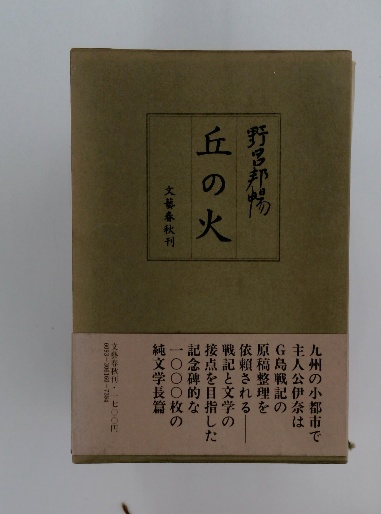 野呂邦暢
丘の火
文藝春秋刊
九州の小都市で
主人公伊奈は
G島戦記の
原稿整理を
依頼される——
戦記と文学の
接点を目指した
記念碑的な
一〇〇〇枚の
純文学長篇
文藝春秋刊・一七〇〇円